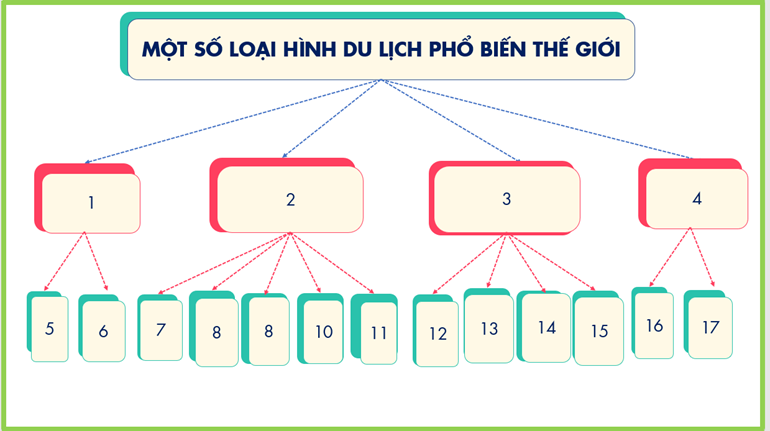 MỘT SỐ LOẠI HÌNH DU LỊCH PHỔ BIẾN THẾ GIỚI
1 2 3 4
5 6 7 8 8 10 11 12 13 14 15 16 17